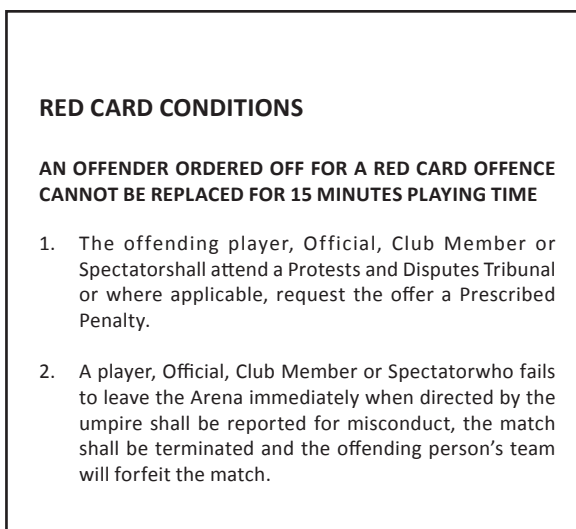 RED CARD CONDITIONS
AN OFFENDER ORDERED OFF FOR A RED CARD OFFENCE
CANNOT BE REPLACED FOR 15 MINUTES PLAYING TIME
1. The offending player, Official, Club Member or
Spectatorshall attend a Protests and Disputes Tribunal
or where applicable, request the offer a Prescribed
Penalty.
2. A player, Official, Club Member or Spectatorwho fails
to leave the Arena immediately when directed by the
umpire shall be reported for misconduct, the match
shall be terminated and the offending person’s team
will forfeit the match.